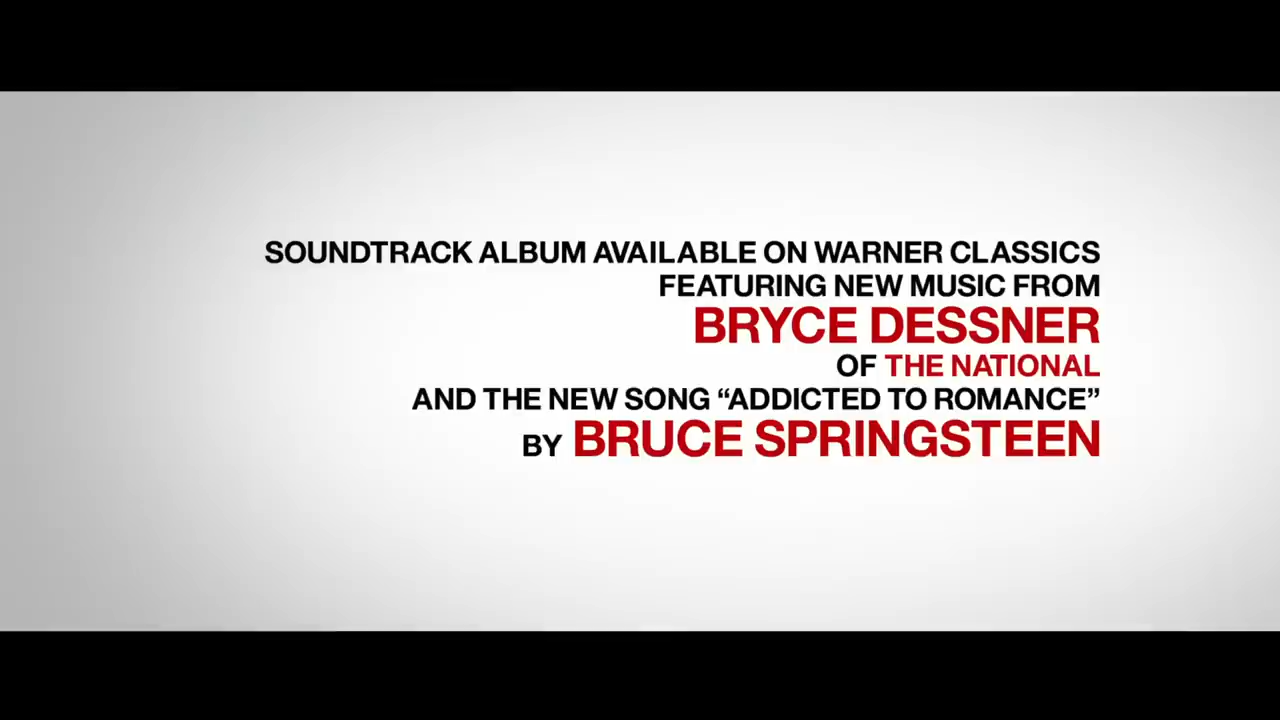 SOUNDTRACK ALBUM AVAILABLE ON WARNER CLASSICS
FEATURING NEW MUSIC FROM
BRYCE DESSNER
OF THE NATIONAL
AND THE NEW SONG “ADDICTED TO ROMANCE”
BY BRUCE SPRINGSTEEN